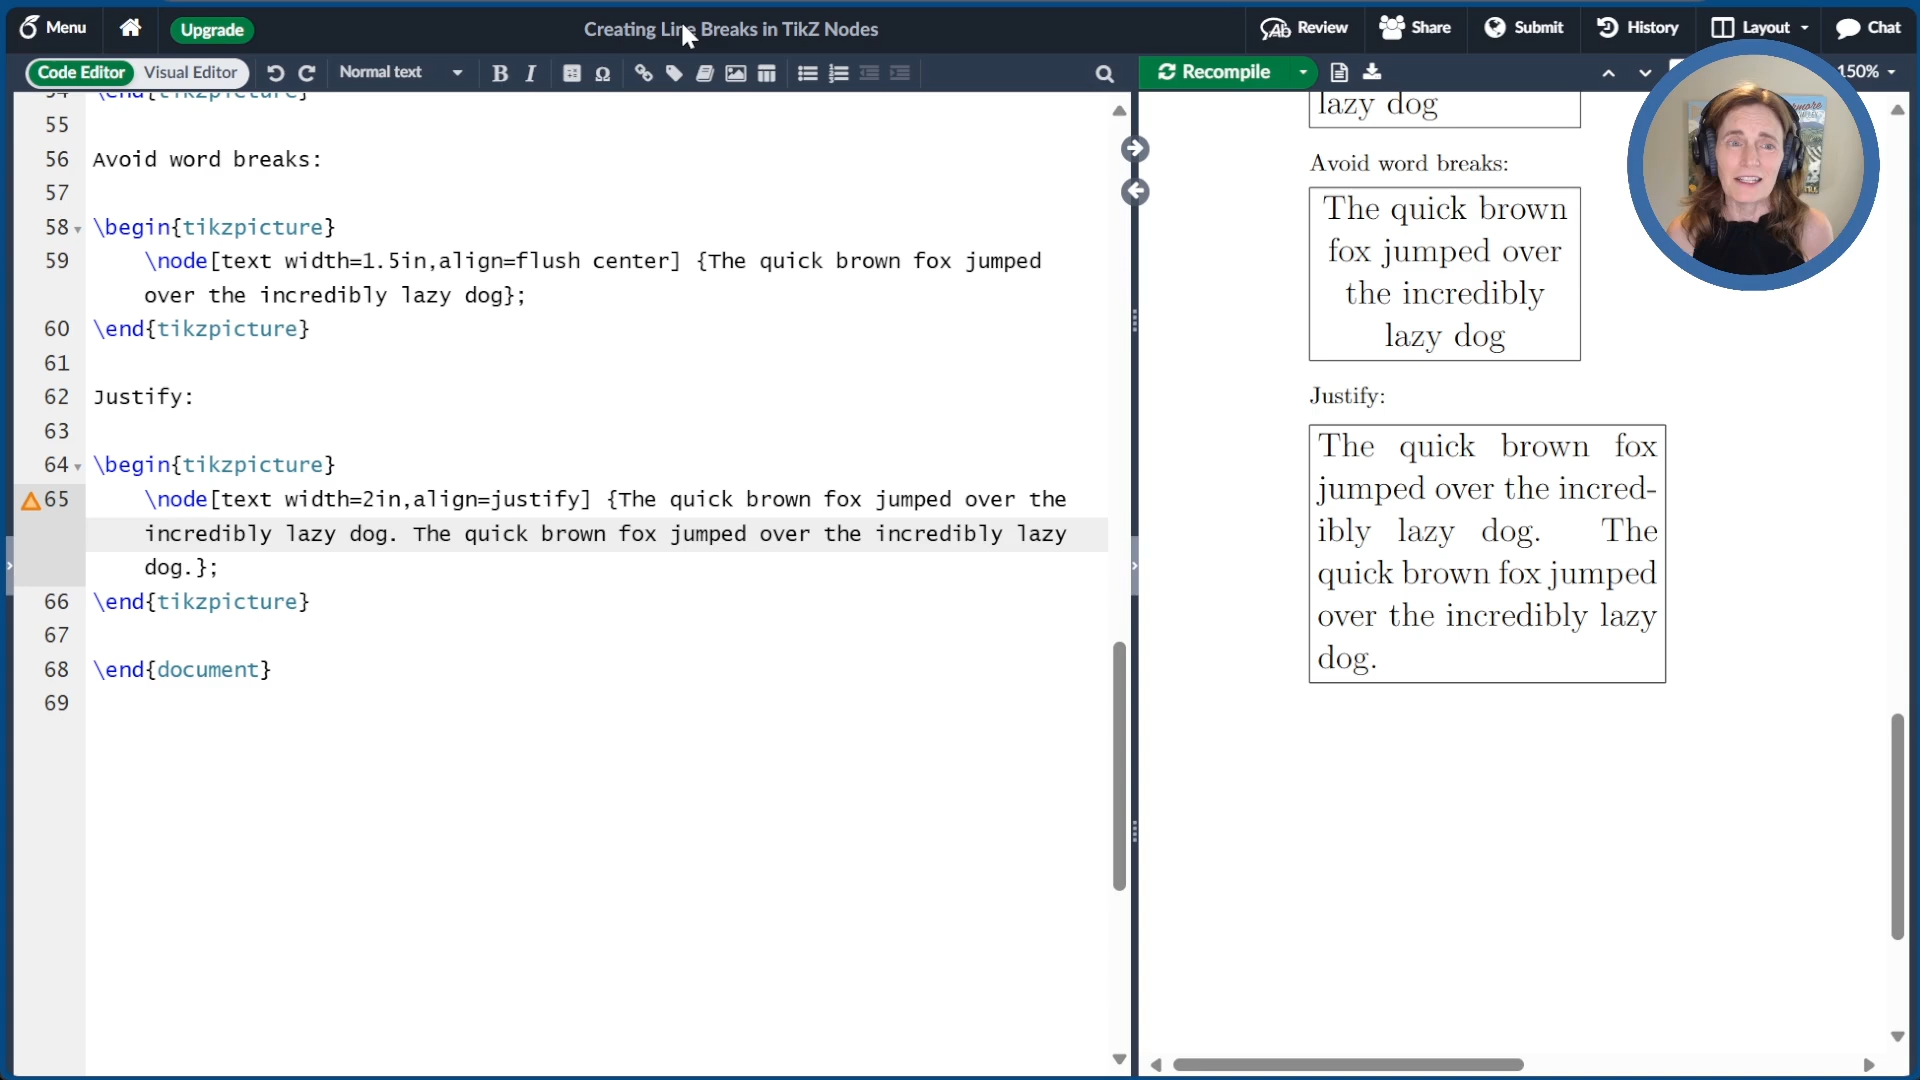 Menu
Upgrade
Creating Line Breaks in TikZ Nodes
Review
Share
Submit
History
Layout
Chat
Code Editor
Visual Editor
Normal text
B
I
Ω
Recompile
150%
54 \end{tikzpicture}
55
56 Avoid word breaks:
57
58 \begin{tikzpicture}
59 \node[text width=1.5in,align=flush center] {The quick brown fox jumped
over the incredibly lazy dog};
60 \end{tikzpicture}
61
62 Justify:
63
64 \begin{tikzpicture}
65 \node[text width=2in,align=justify] {The quick brown fox jumped over the
incredibly lazy dog. The quick brown fox jumped over the incredibly lazy
dog.};
66 \end{tikzpicture}
67
68 \end{document}
69
lazy dog
Avoid word breaks:
The quick brown
fox jumped over
the incredibly
lazy dog
Justify:
The quick brown fox
jumped over the incred-
ibly lazy dog. The
quick brown fox jumped
over the incredibly lazy
dog.